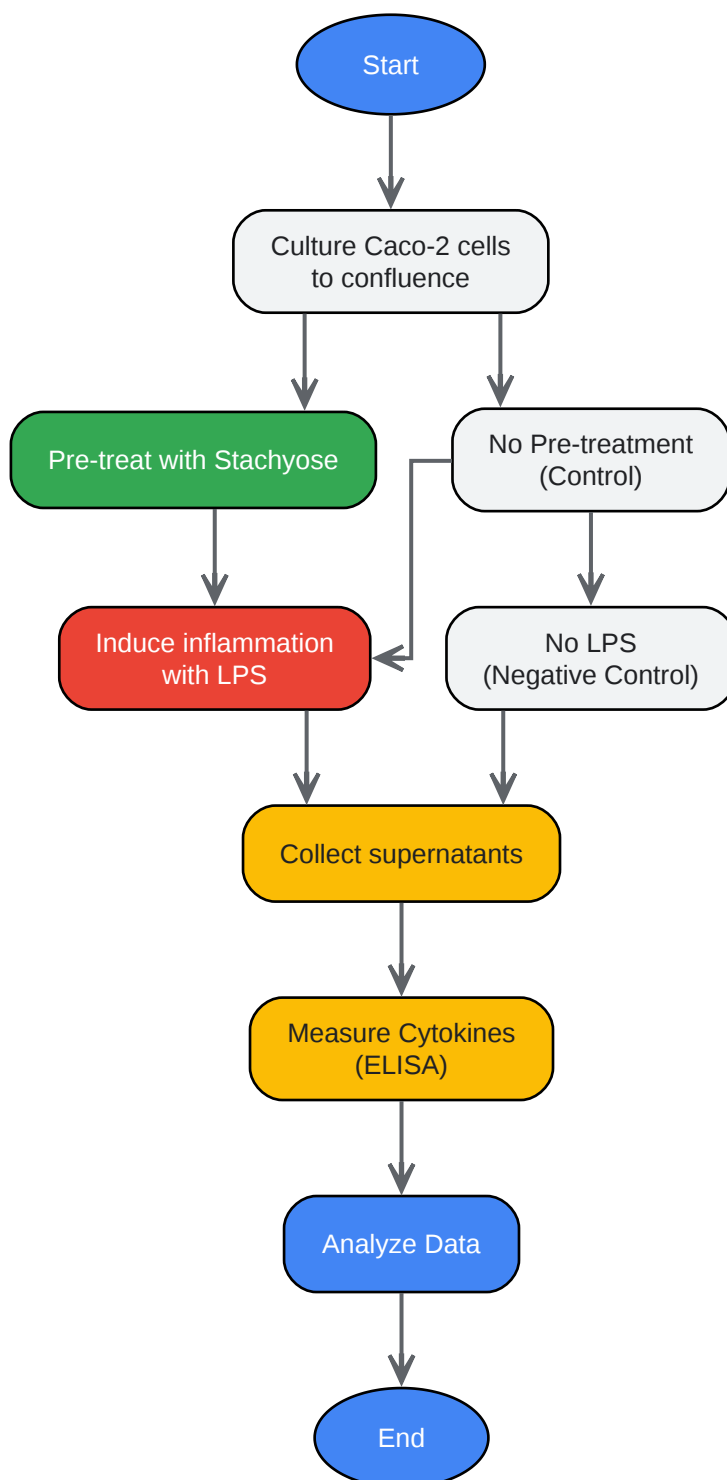 Start
Culture Caco-2 cells
to confluence
Pre-treat with Stachyose
No Pre-treatment
(Control)
Induce inflammation
with LPS
No LPS
(Negative Control)
Collect supernatants
Measure Cytokines
(ELISA)
Analyze Data
End